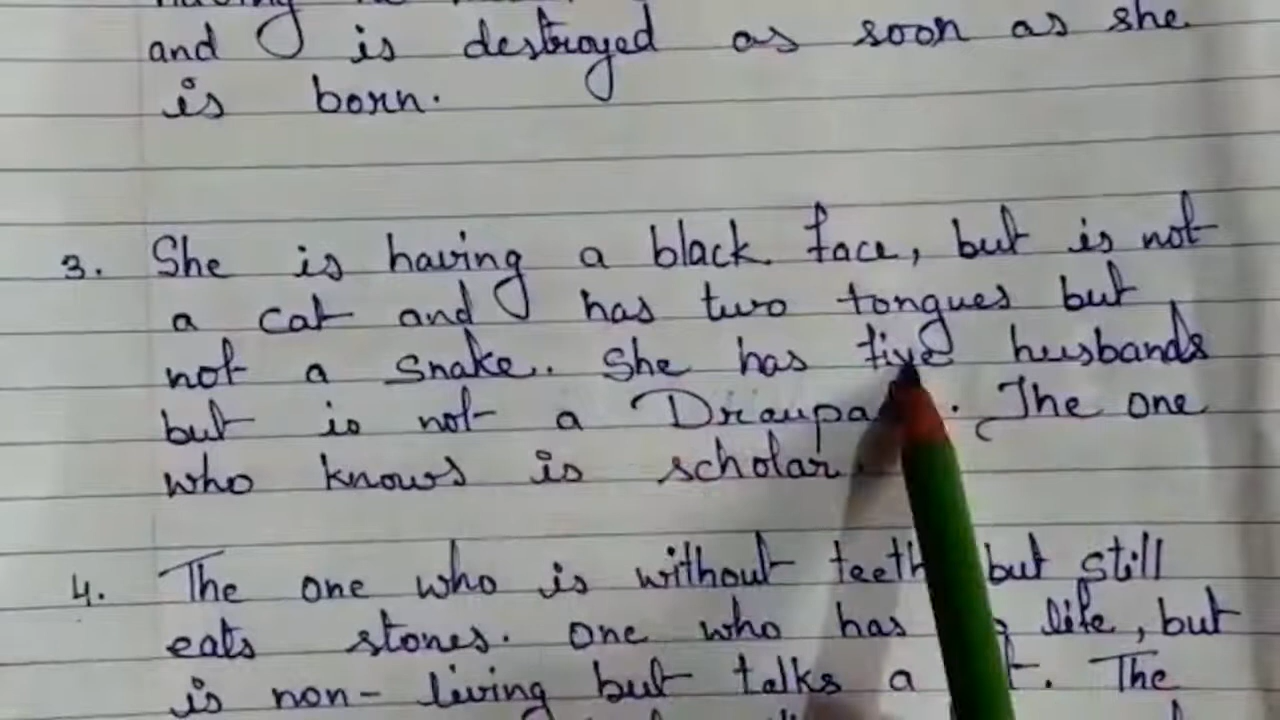 and is destroyed as soon as she
is born.
3. She is having a black face, but is not
a cat and has two tongues but
not a snake. She has five husbands
but is not a . The one
who knows is scholar.
4. The one who is without teeth but still
eats stones. One who has life, but
is non-living but talks a . The